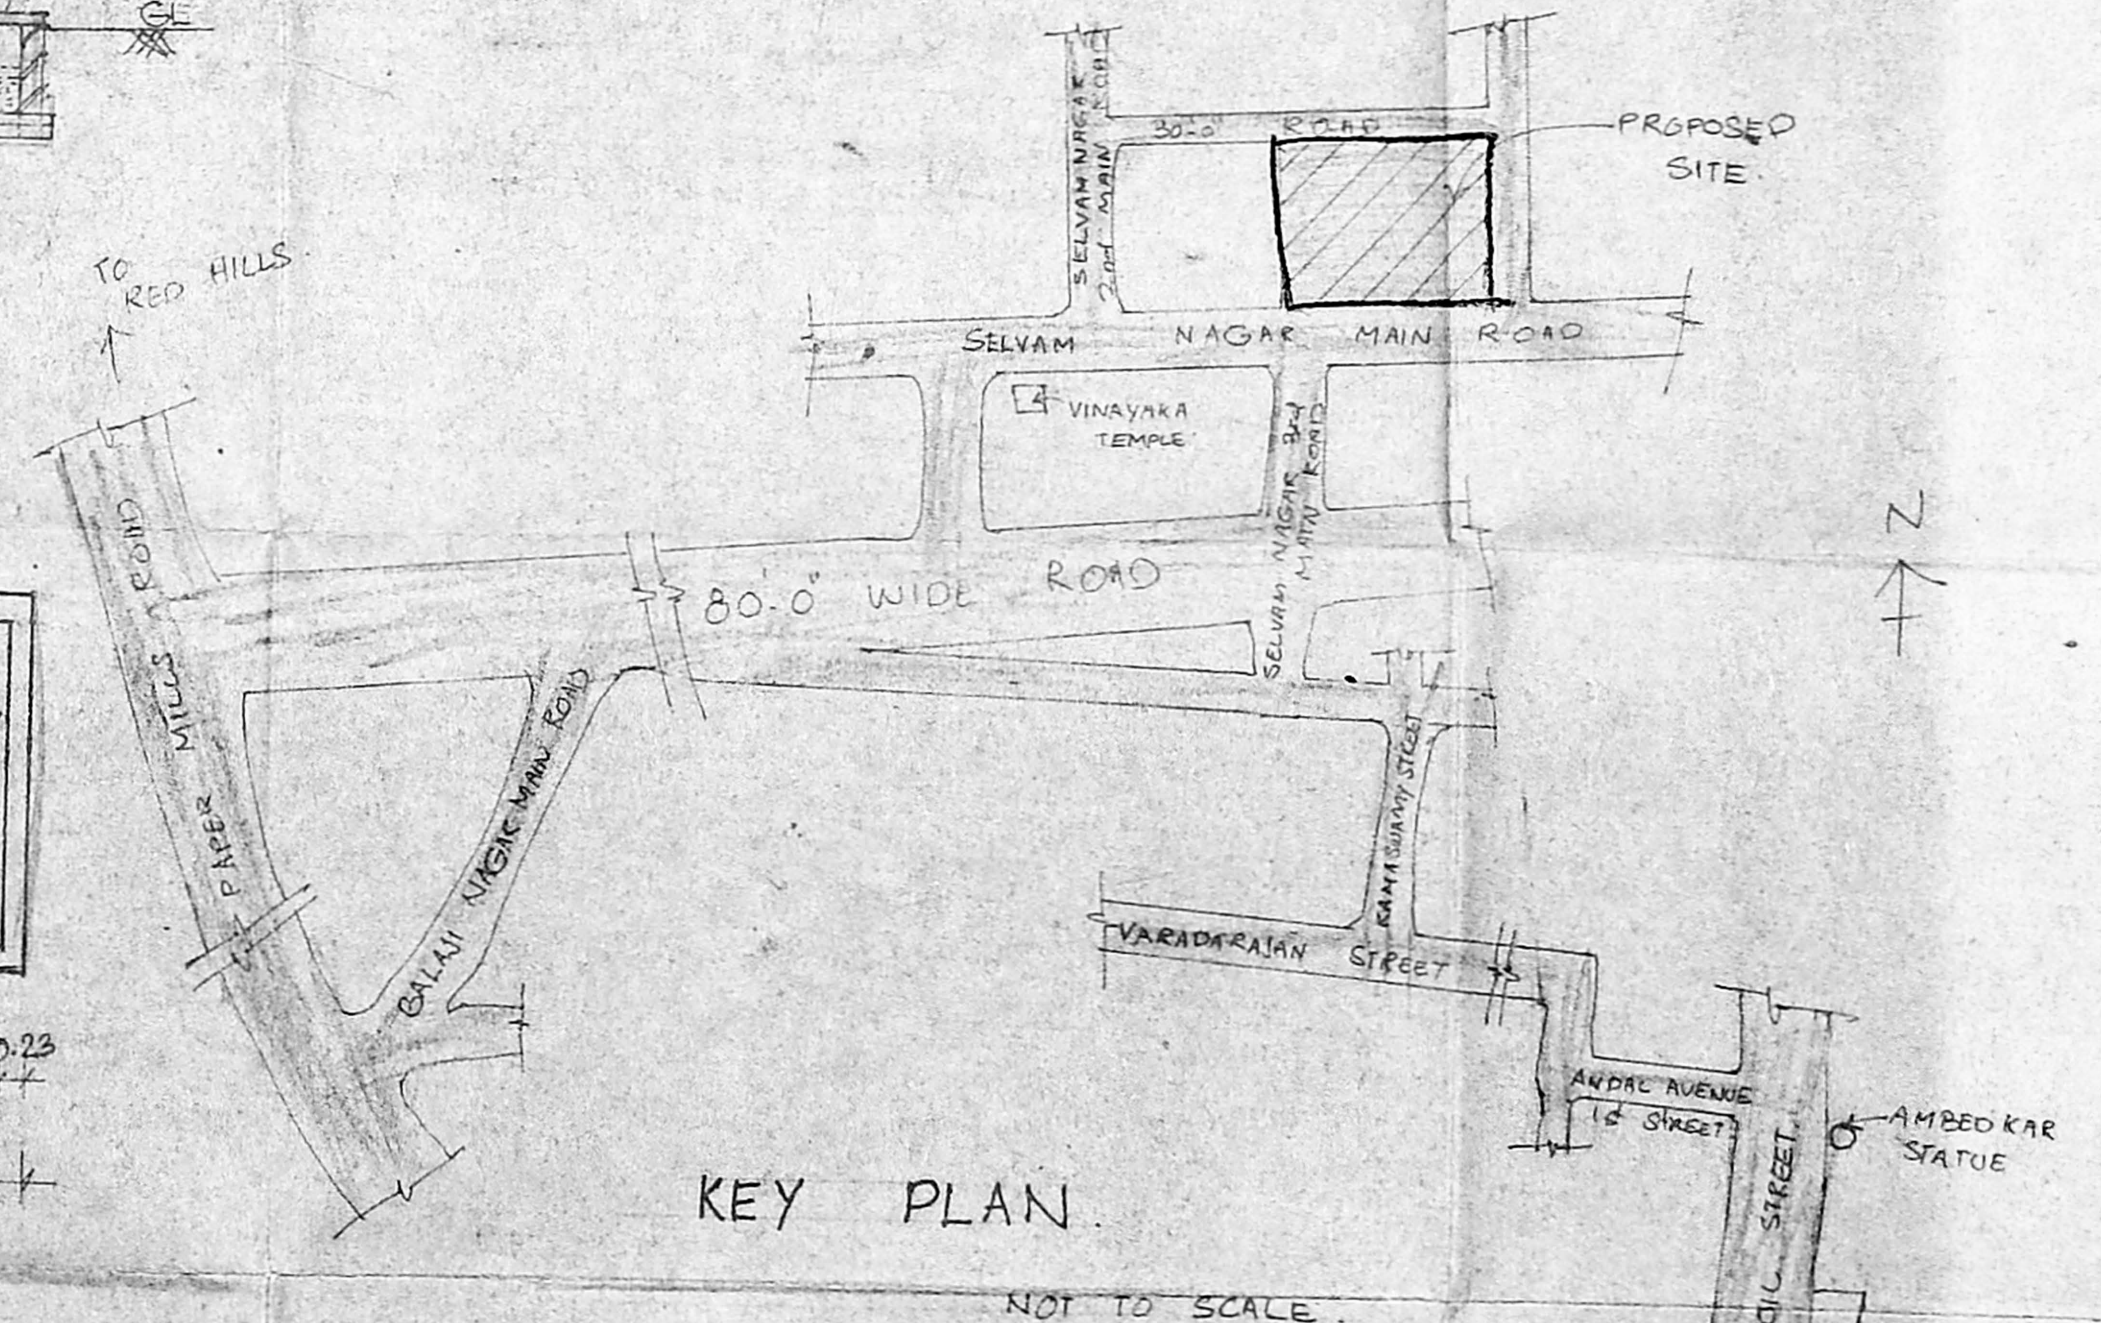 GL
30'-0" ROAD
PROPOSED
SITE.
SELVAM NAGAR
2nd MAIN ROAD
TO
RED HILLS.
SELVAM NAGAR MAIN ROAD
VINAYAKA
TEMPLE
SELVAM NAGAR 3rd
MAIN ROAD
N
80'-0" WIDE ROAD
PAPER MILLS ROAD
BALAJI NAGAR MAIN ROAD
RAMASWAMY STREET
VARADARAJAN STREET
0.23
ANDAL AVENUE
1st STREET
AMBEDKAR
STATUE
STREET
KEY PLAN.
NOT TO SCALE.